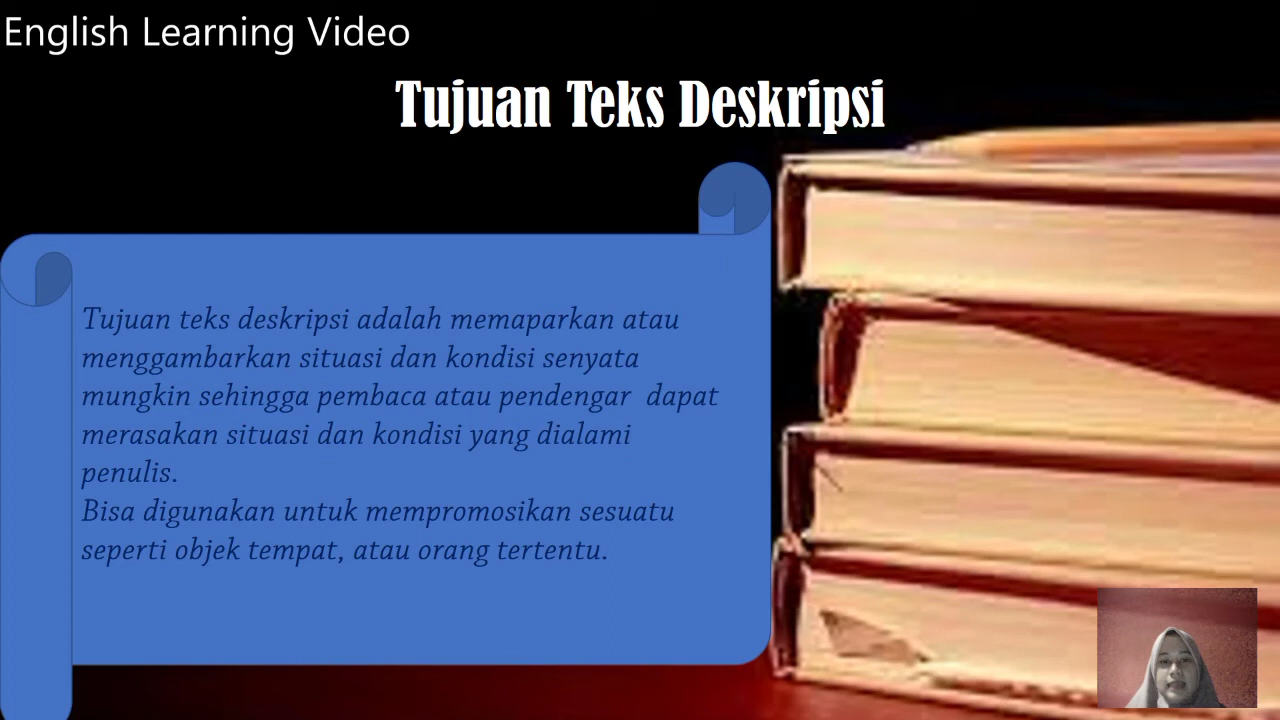 English Learning Video
Tujuan Teks Deskripsi
Tujuan teks deskripsi adalah memaparkan atau
menggambarkan situasi dan kondisi senyata
mungkin sehingga pembaca atau pendengar dapat
merasakan situasi dan kondisi yang dialami
penulis.
Bisa digunakan untuk mempromosikan sesuatu
seperti objek tempat, atau orang tertentu.